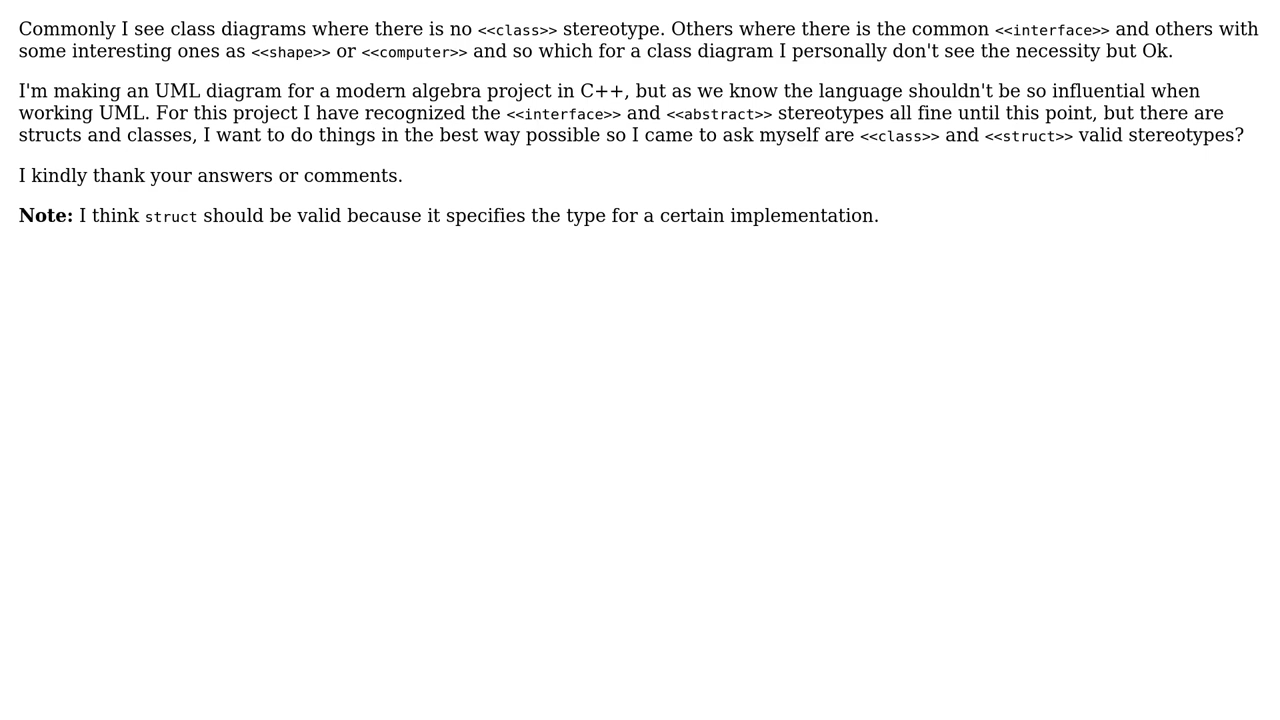 Commonly I see class diagrams where there is no <<class>> stereotype. Others where there is the common <<interface>> and others with
some interesting ones as <<shape>> or <<computer>> and so which for a class diagram I personally don't see the necessity but Ok.
I'm making an UML diagram for a modern algebra project in C++, but as we know the language shouldn't be so influential when
working UML. For this project I have recognized the <<interface>> and <<abstract>> stereotypes all fine until this point, but there are
structs and classes, I want to do things in the best way possible so I came to ask myself are <<class>> and <<struct>> valid stereotypes?
I kindly thank your answers or comments.
Note: I think struct should be valid because it specifies the type for a certain implementation.